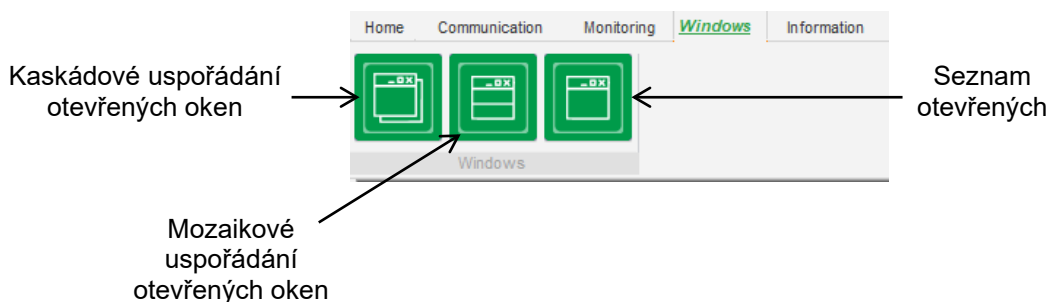 Home Communication Monitoring Windows Information
Kaskádové uspořádání
otevřených oken
Seznam
otevřených
Windows
Mozaikové
uspořádání
otevřených oken